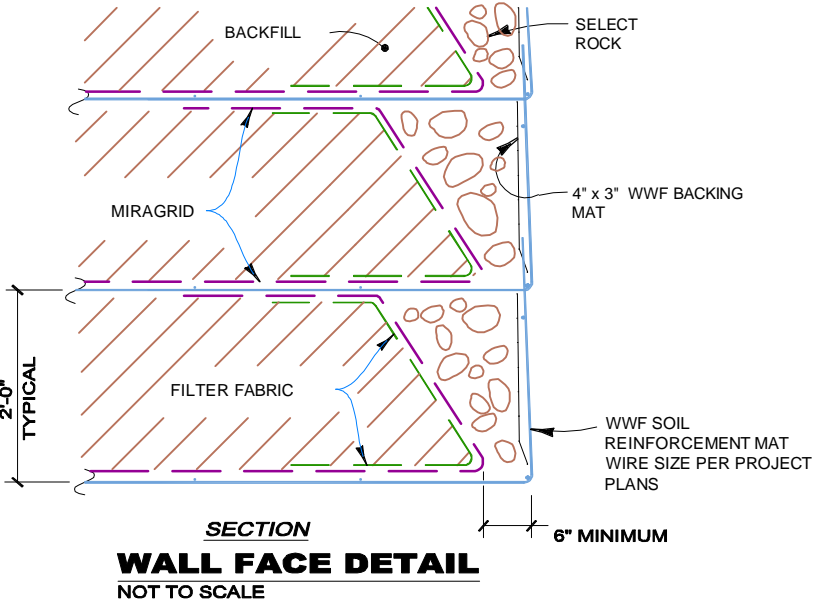 BACKFILL
SELECT
ROCK
MIRAGRID
4" x 3" WWF BACKING
MAT
2'-0"
TYPICAL
FILTER FABRIC
WWF SOIL
REINFORCEMENT MAT
WIRE SIZE PER PROJECT
PLANS
6" MINIMUM
SECTION
WALL FACE DETAIL
NOT TO SCALE